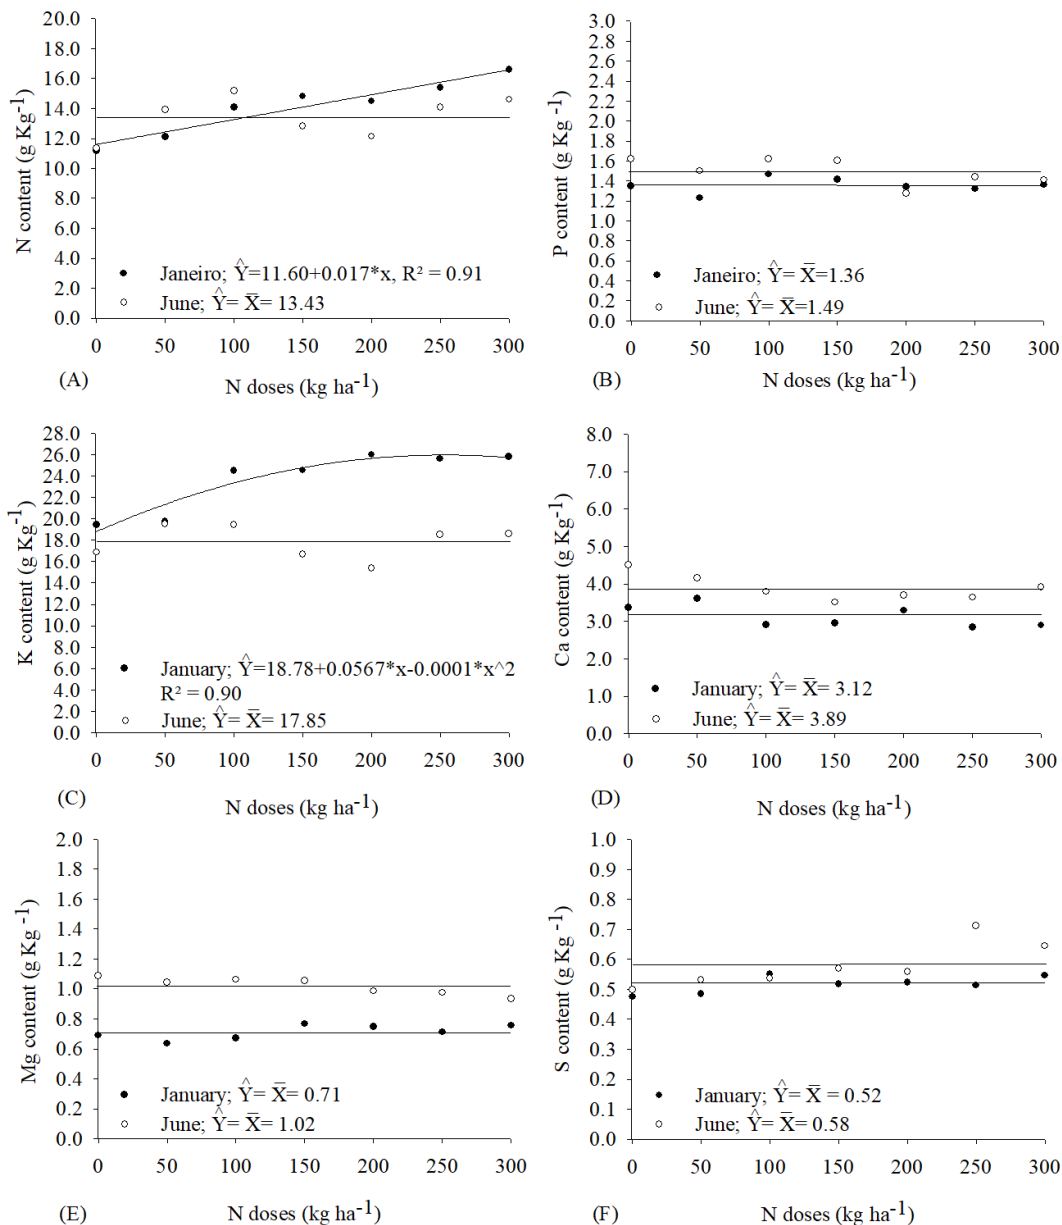 20.0
18.0
16.0
14.0
12.0
10.0
8.0
6.0
4.0
2.0
0.0
N content (g Kg⁻¹)
Janeiro; Ŷ=11.60+0.017*x, R² = 0.91
June; Ŷ= X̅= 13.43
0 50 100 150 200 250 300
(A) N doses (kg ha⁻¹)
3.0
2.8
2.6
2.4
2.2
2.0
1.8
1.6
1.4
1.2
1.0
0.8
0.6
0.4
0.2
0.0
P content (g Kg⁻¹)
Janeiro; Ŷ= X̅=1.36
June; Ŷ= X̅=1.49
0 50 100 150 200 250 300
(B) N doses (kg ha⁻¹)
28.0
26.0
24.0
22.0
20.0
18.0
16.0
14.0
12.0
10.0
8.0
6.0
4.0
2.0
0.0
K content (g Kg⁻¹)
January; Ŷ=18.78+0.0567*x-0.0001*x^2
R² = 0.90
June; Ŷ= X̅= 17.85
0 50 100 150 200 250 300
(C) N doses (kg ha⁻¹)
8.0
7.0
6.0
5.0
4.0
3.0
2.0
1.0
0.0
Ca content (g Kg⁻¹)
January; Ŷ= X̅= 3.12
June; Ŷ= X̅= 3.89
0 50 100 150 200 250 300
(D) N doses (kg ha⁻¹)
2.0
1.8
1.6
1.4
1.2
1.0
0.8
0.6
0.4
0.2
0.0
Mg content (g Kg⁻¹)
January; Ŷ= X̅= 0.71
June; Ŷ= X̅= 1.02
0 50 100 150 200 250 300
(E) N doses (kg ha⁻¹)
1.0
0.9
0.8
0.7
0.6
0.5
0.4
0.3
0.2
0.1
0.0
S content (g Kg⁻¹)
January; Ŷ= X̅ = 0.52
June; Ŷ= X̅= 0.58
0 50 100 150 200 250 300
(F) N doses (kg ha⁻¹)